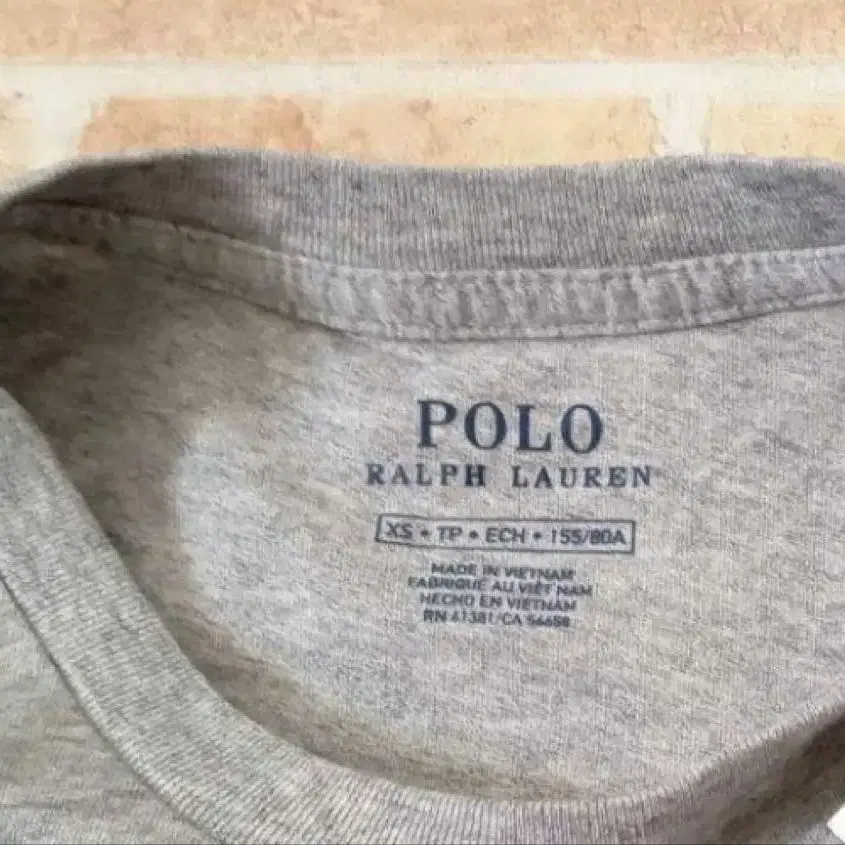 POLO
RALPH LAUREN
XS • TP • ECH • 155/80A
MADE IN VIETNAM
FABRIQUÉ AU VIÊT NAM
HECHO EN VIETNAM
RN 41381/CA 56658